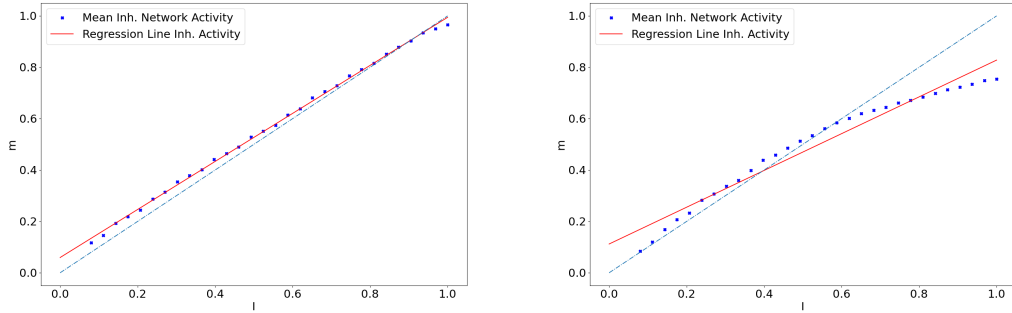 Mean Inh. Network Activity
Regression Line Inh. Activity
1.0
0.8
0.6
0.4
0.2
0.0
m
0.0 0.2 0.4 0.6 0.8 1.0
I
Mean Inh. Network Activity
Regression Line Inh. Activity
1.0
0.8
0.6
0.4
0.2
0.0
m
0.0 0.2 0.4 0.6 0.8 1.0
I